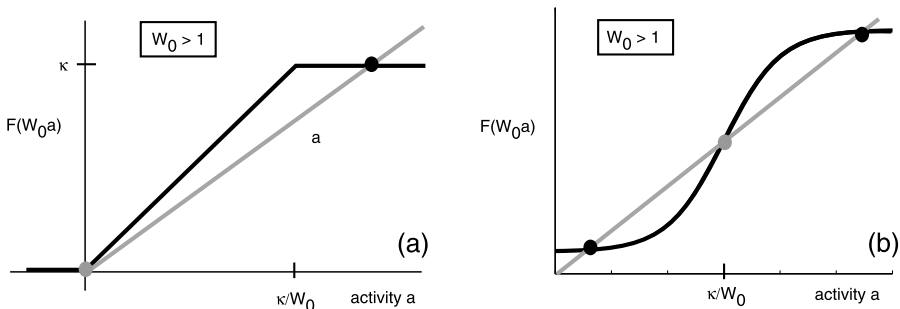 W₀ > 1
κ
F(W₀a)
a
(a)
κ/W₀
activity a
W₀ > 1
F(W₀a)
(b)
κ/W₀
activity a